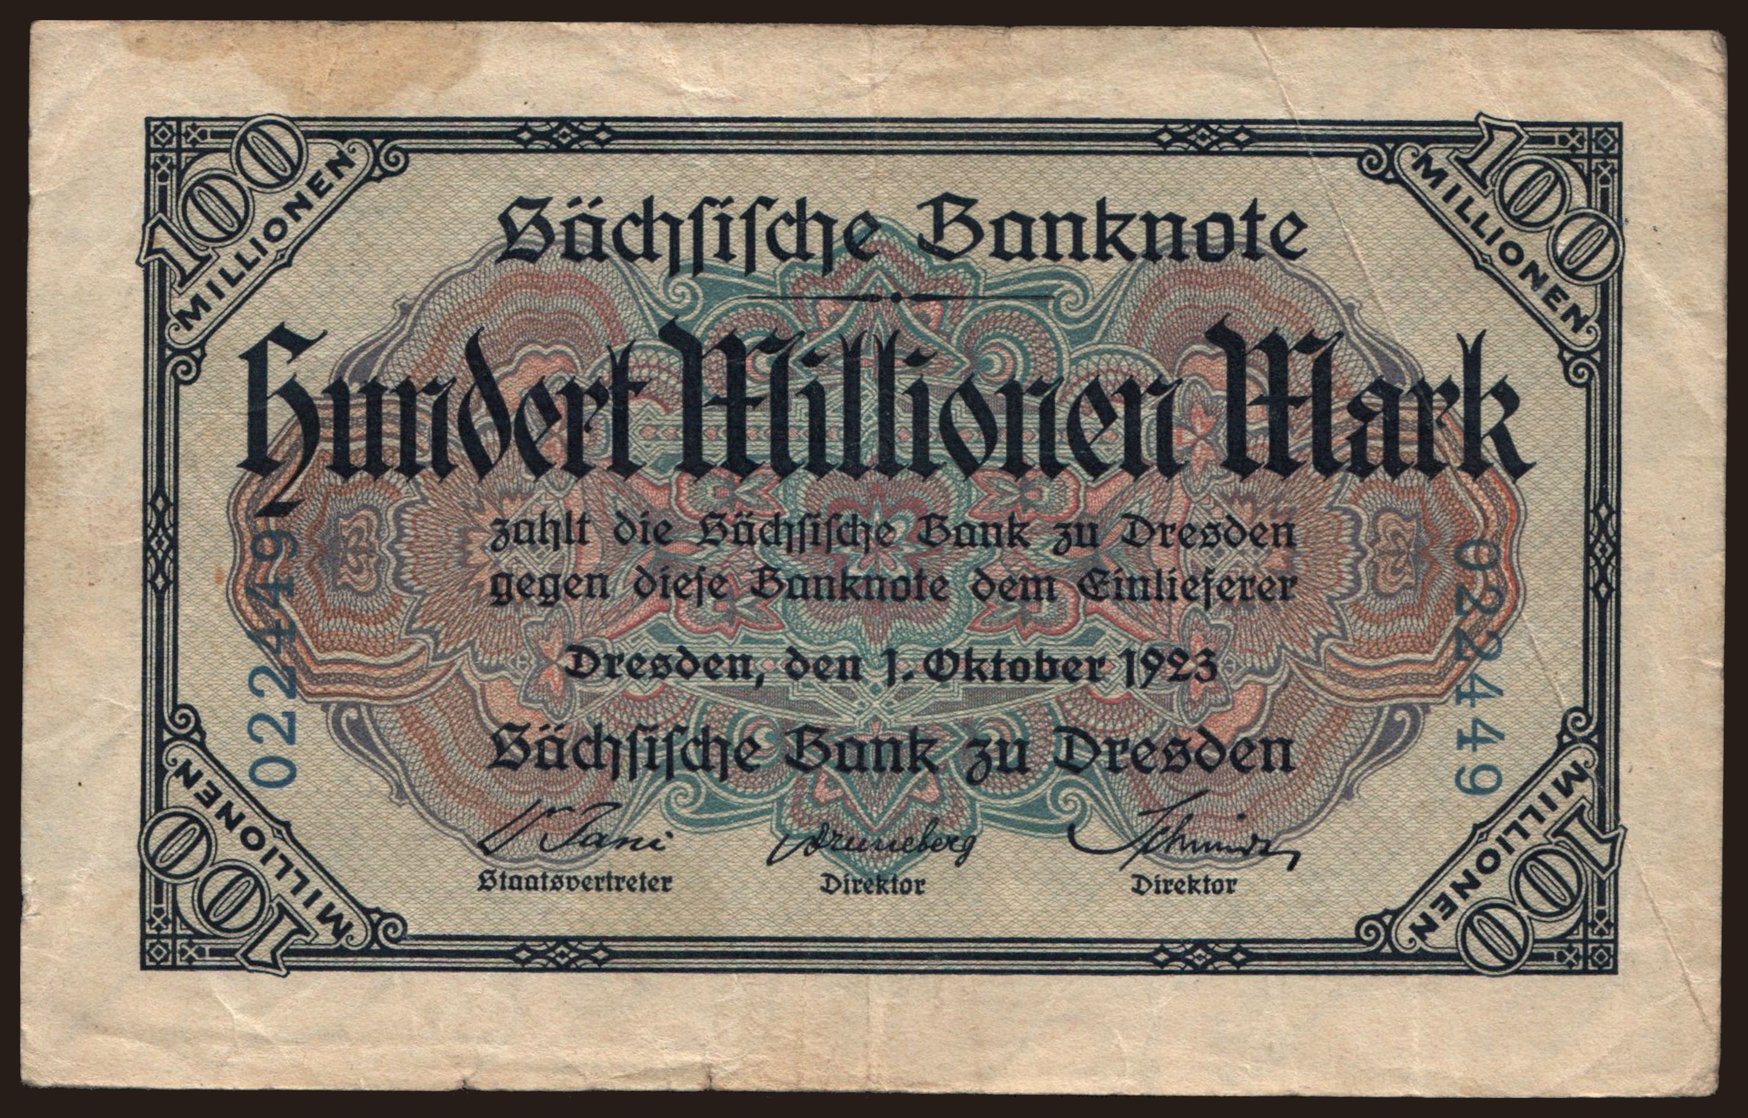 100 MILLIONEN
100 MILLIONEN
Sächsische Banknote
Hundert Millionen Mark
zahlt die Sächsische Bank zu Dresden
gegen diese Banknote dem Einlieferer
Dresden, den 1. Oktober 1923
Sächsische Bank zu Dresden
022449
022449
Schmidt
Staatsvertreter
Direktor
Direktor
100 MILLIONEN
100 MILLIONEN